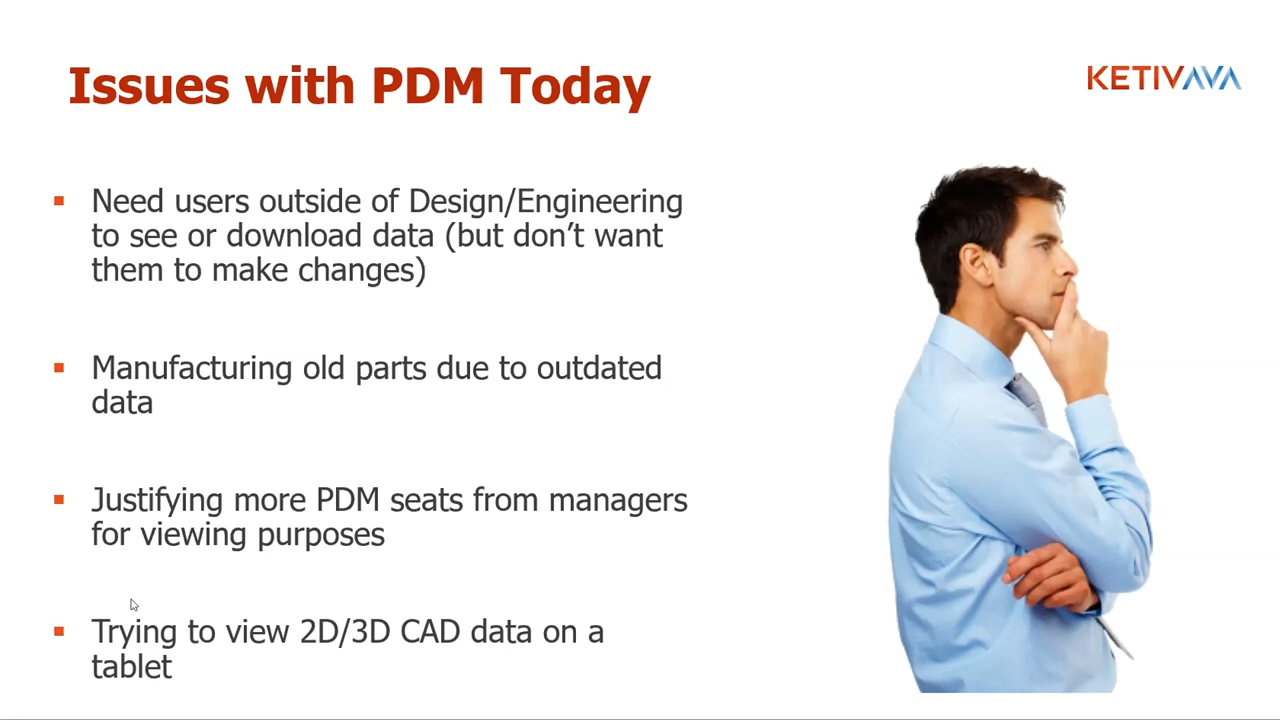 Issues with PDM Today
KETIVAVA
Need users outside of Design/Engineering
to see or download data (but don’t want
them to make changes)
Manufacturing old parts due to outdated
data
Justifying more PDM seats from managers
for viewing purposes
Trying to view 2D/3D CAD data on a
tablet